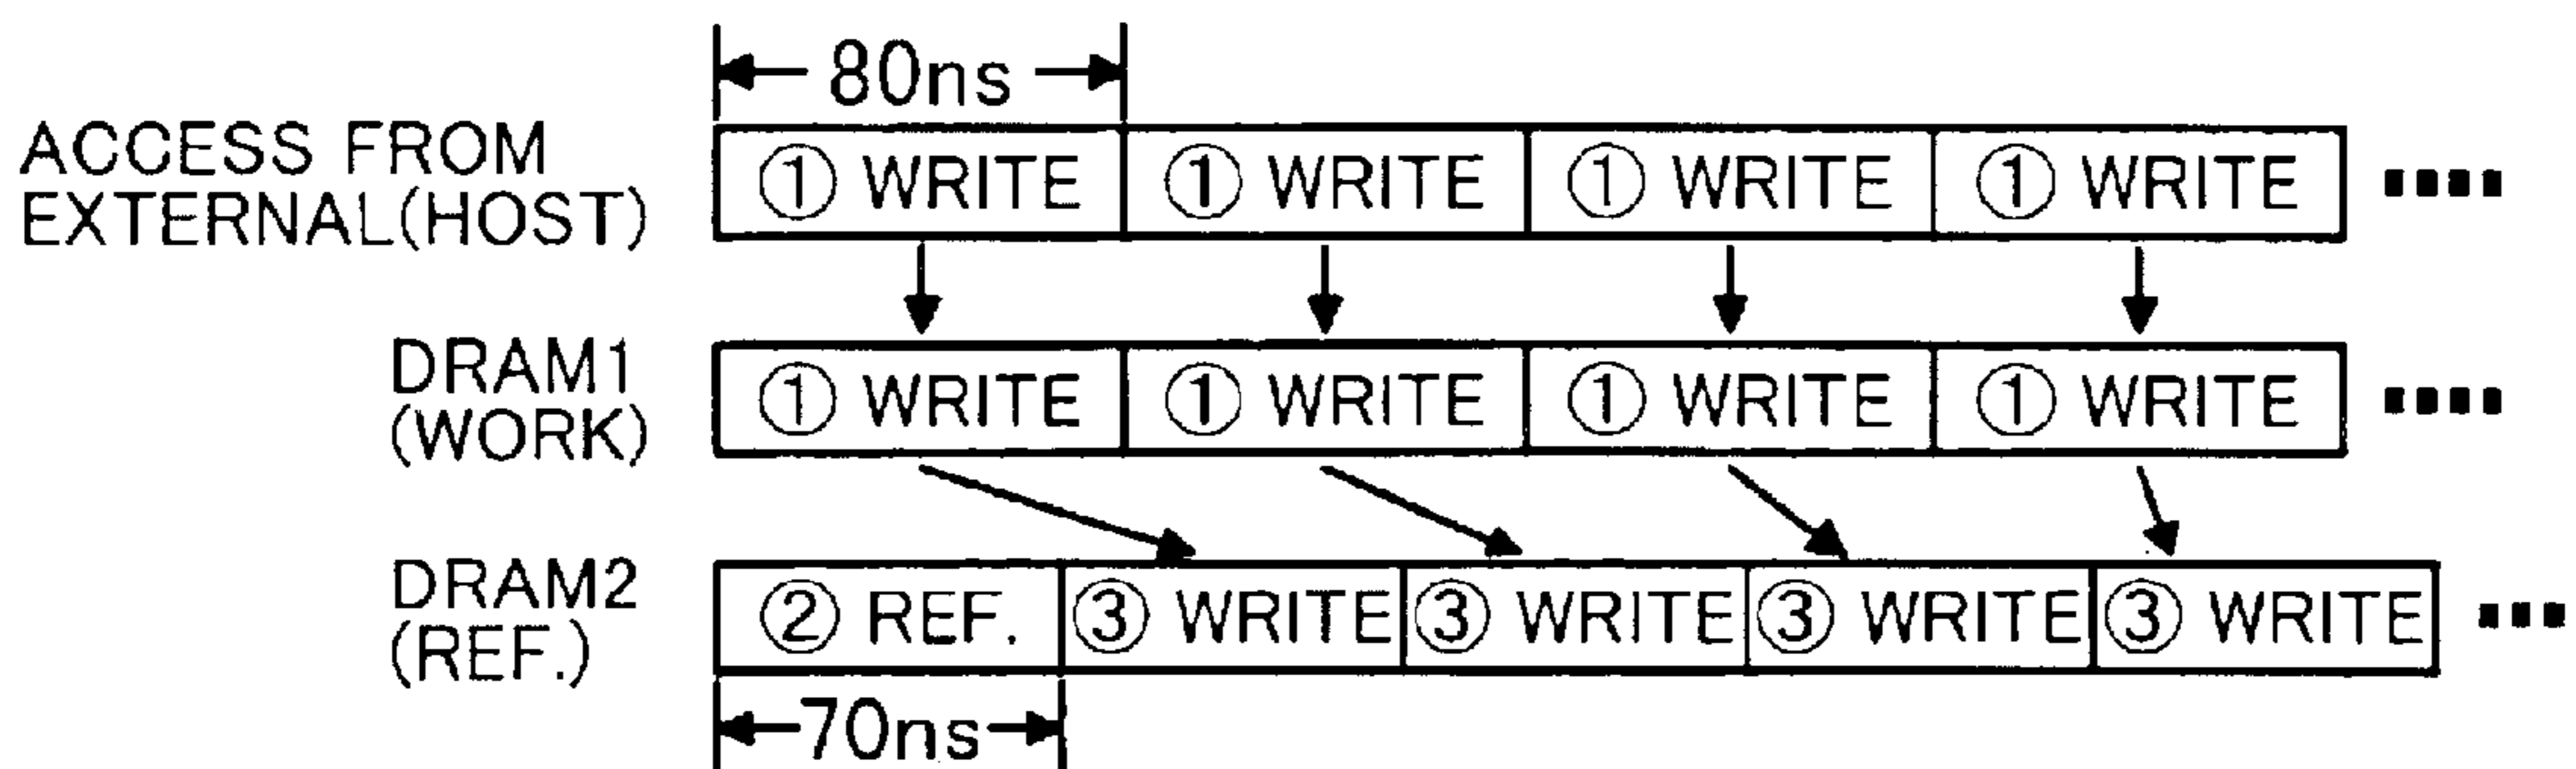 80ns
ACCESS FROM
EXTERNAL(HOST)
① WRITE ① WRITE ① WRITE ① WRITE
DRAM1
(WORK)
① WRITE ① WRITE ① WRITE ① WRITE
DRAM2
(REF.)
② REF. ③ WRITE ③ WRITE ③ WRITE ③ WRITE
70ns